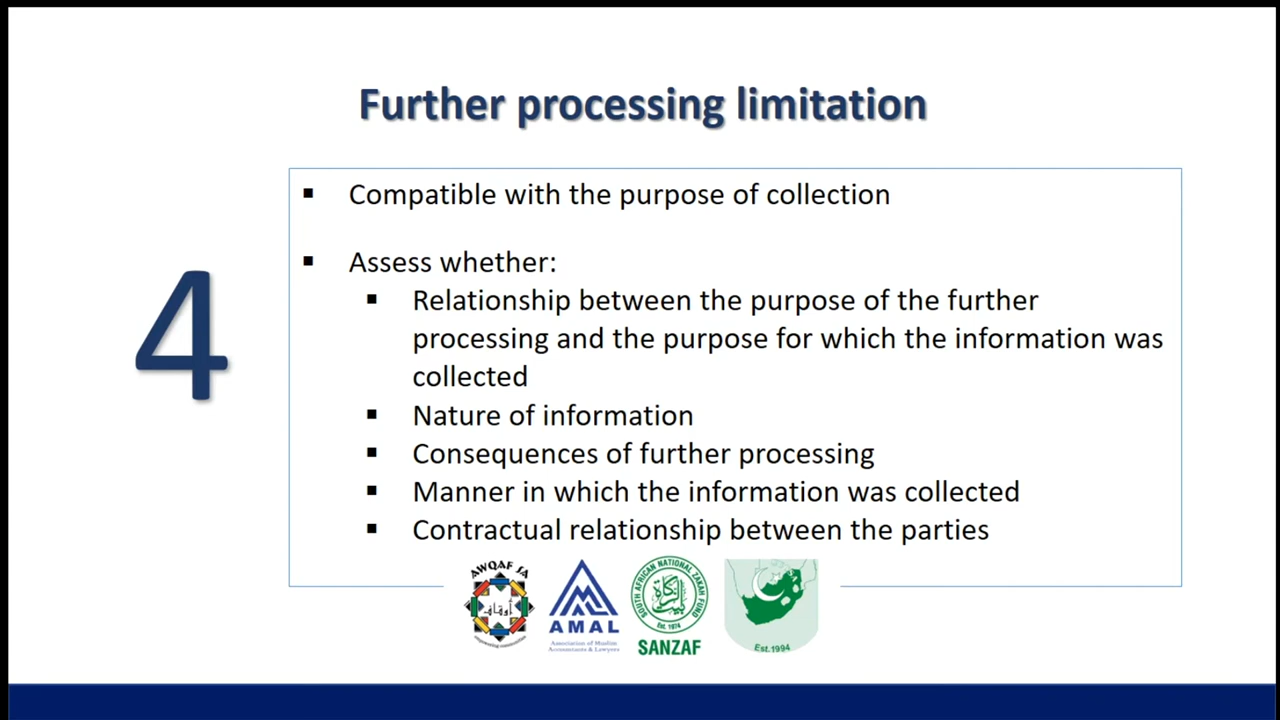 Further processing limitation
4
▪ Compatible with the purpose of collection
▪ Assess whether:
▪ Relationship between the purpose of the further
processing and the purpose for which the information was
collected
▪ Nature of information
▪ Consequences of further processing
▪ Manner in which the information was collected
▪ Contractual relationship between the parties
AWQAF SA
أوقاف
empowering communities
AMAL
Association of Muslim
Accountants & Lawyers
SOUTH AFRICAN NATIONAL ZAKAH FUND
Est. 1974
SANZAF
Est.1994